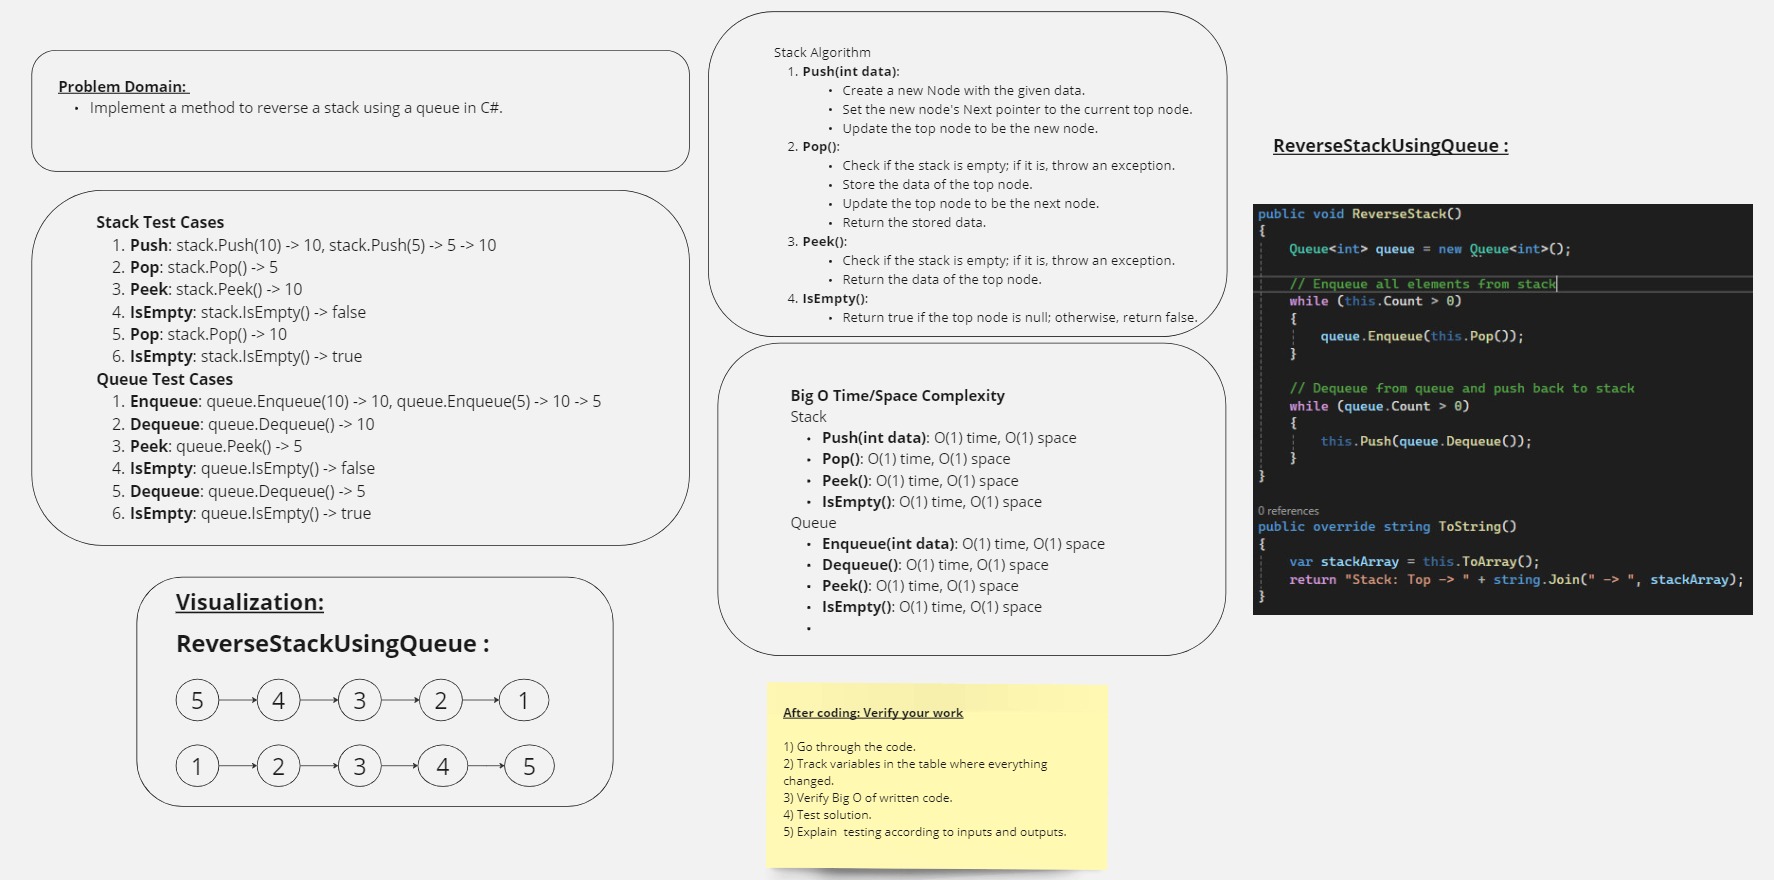 Problem Domain:
• Implement a method to reverse a stack using a queue in C#.
Stack Test Cases
1. Push: stack.Push(10) -> 10, stack.Push(5) -> 5 -> 10
2. Pop: stack.Pop() -> 5
3. Peek: stack.Peek() -> 10
4. IsEmpty: stack.IsEmpty() -> false
5. Pop: stack.Pop() -> 10
6. IsEmpty: stack.IsEmpty() -> true
Queue Test Cases
1. Enqueue: queue.Enqueue(10) -> 10, queue.Enqueue(5) -> 10 -> 5
2. Dequeue: queue.Dequeue() -> 10
3. Peek: queue.Peek() -> 5
4. IsEmpty: queue.IsEmpty() -> false
5. Dequeue: queue.Dequeue() -> 5
6. IsEmpty: queue.IsEmpty() -> true
Visualization:
ReverseStackUsingQueue :
5 4 3 2 1
1 2 3 4 5
Stack Algorithm
1. Push(int data):
• Create a new Node with the given data.
• Set the new node's Next pointer to the current top node.
• Update the top node to be the new node.
2. Pop():
• Check if the stack is empty; if it is, throw an exception.
• Store the data of the top node.
• Update the top node to be the next node.
• Return the stored data.
3. Peek():
• Check if the stack is empty; if it is, throw an exception.
• Return the data of the top node.
4. IsEmpty():
• Return true if the top node is null; otherwise, return false.
Big O Time/Space Complexity
Stack
• Push(int data): O(1) time, O(1) space
• Pop(): O(1) time, O(1) space
• Peek(): O(1) time, O(1) space
• IsEmpty(): O(1) time, O(1) space
Queue
• Enqueue(int data): O(1) time, O(1) space
• Dequeue(): O(1) time, O(1) space
• Peek(): O(1) time, O(1) space
• IsEmpty(): O(1) time, O(1) space
•
After coding: Verify your work
1) Go through the code.
2) Track variables in the table where everything
changed.
3) Verify Big O of written code.
4) Test solution.
5) Explain testing according to inputs and outputs.
ReverseStackUsingQueue :
public void ReverseStack()
{
Queue<int> queue = new Queue<int>();
// Enqueue all elements from stack
while (this.Count > 0)
{
queue.Enqueue(this.Pop());
}
// Dequeue from queue and push back to stack
while (queue.Count > 0)
{
this.Push(queue.Dequeue());
}
}
0 references
public override string ToString()
{
var stackArray = this.ToArray();
return "Stack: Top -> " + string.Join(" -> ", stackArray);
}